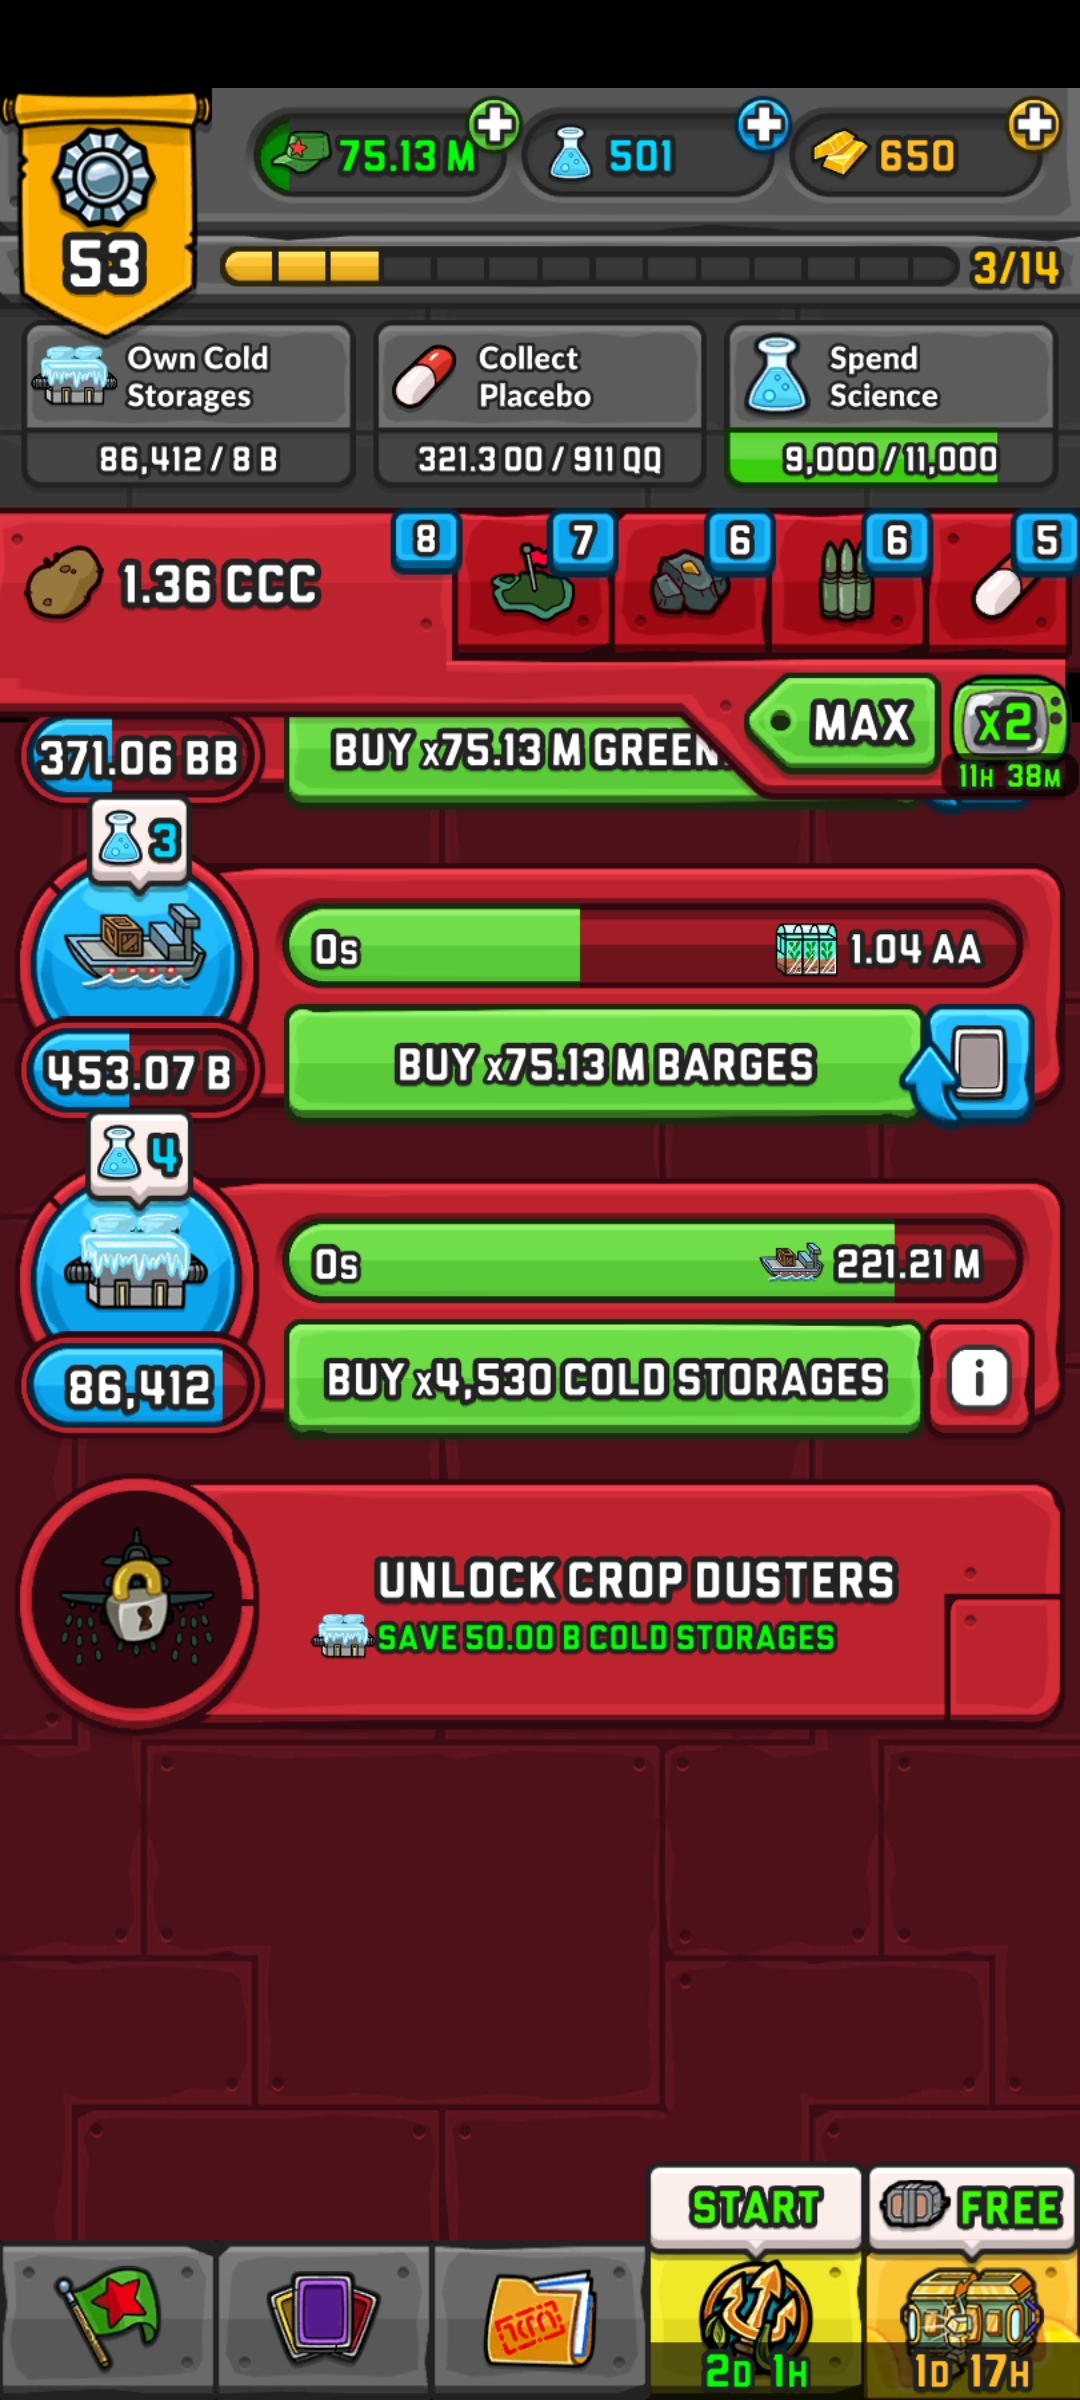 75.13 M
501
650
53
3/14
Own Cold
Storages
86,412 / 8 B
Collect
Placebo
321.3 OO / 911 QQ
Spend
Science
9,000 / 11,000
1.36 CCC
8
7
6
6
5
MAX
x2
11H 38M
371.06 BB
BUY x75.13 M GREEN
3
0s
1.04 AA
453.07 B
BUY x75.13 M BARGES
4
0s
221.21 M
86,412
BUY x4,530 COLD STORAGES
i
UNLOCK CROP DUSTERS
SAVE 50.00 B COLD STORAGES
START
FREE
2D 1H
1D 17H